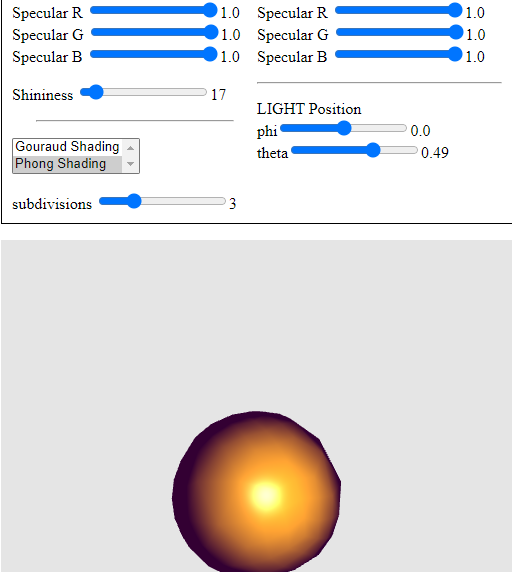 Specular R 1.0
Specular G 1.0
Specular B 1.0
Shininess 17
Gouraud Shading
Phong Shading
subdivisions 3
Specular R 1.0
Specular G 1.0
Specular B 1.0
LIGHT Position
phi 0.0
theta 0.49